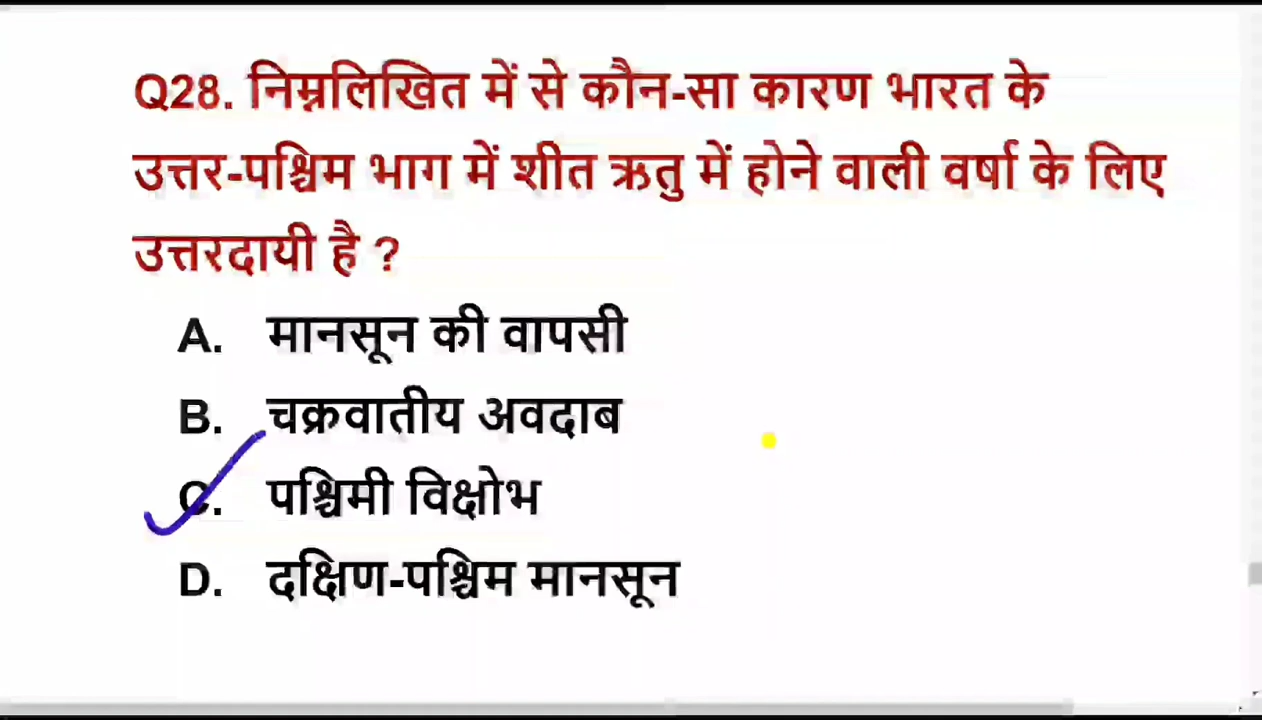 Q28. निम्नलिखित में से कौन-सा कारण भारत के
उत्तर-पश्चिम भाग में शीत ऋतु में होने वाली वर्षा के लिए
उत्तरदायी है ?
A. मानसून की वापसी
B. चक्रवातीय अवदाब
C. पश्चिमी विक्षोभ
D. दक्षिण-पश्चिम मानसून